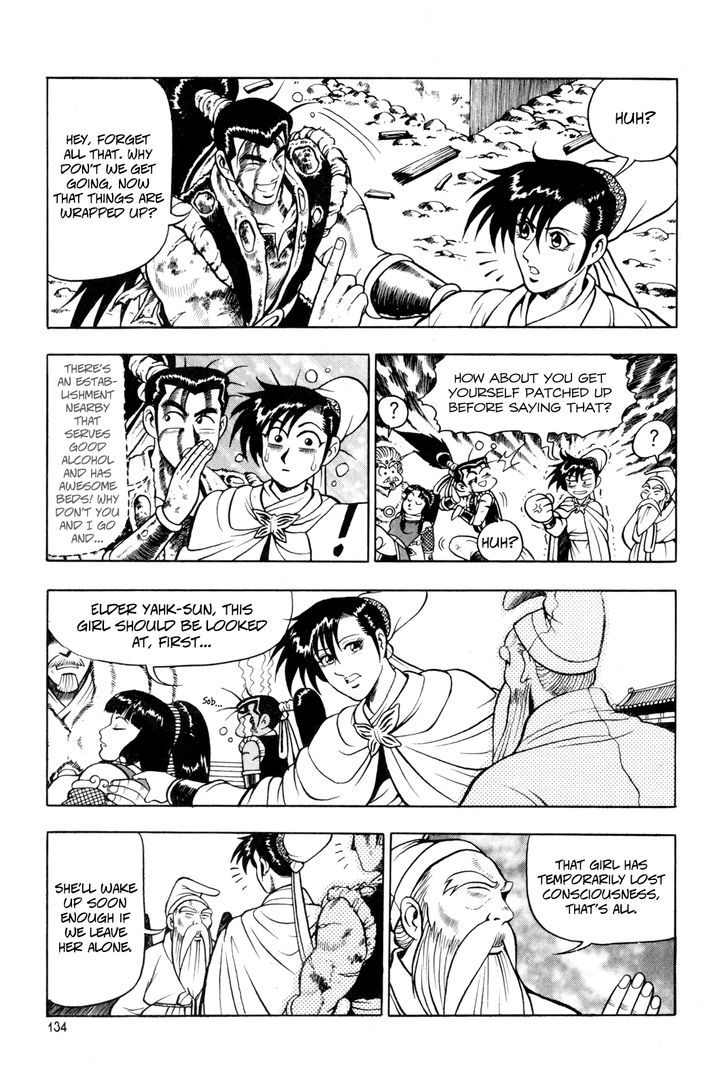 HEY, FORGET
ALL THAT. WHY
DON'T WE GET
GOING, NOW
THAT THINGS ARE
WRAPPED UP?
HUH?
THERE'S
AN ESTAB-
LISHMENT
NEARBY
THAT
SERVES
GOOD
ALCOHOL
AND HAS
AWESOME
BEDS! WHY
DON'T YOU
AND I GO
AND...
!
HOW ABOUT YOU GET
YOURSELF PATCHED UP
BEFORE SAYING THAT?
?
?
HUH?
ELDER YAHK-SUN, THIS
GIRL SHOULD BE LOOKED
AT, FIRST...
Sob...
SHE'LL WAKE
UP SOON
ENOUGH IF
WE LEAVE
HER ALONE.
THAT GIRL HAS
TEMPORARILY LOST
CONSCIOUSNESS,
THAT'S ALL.
134